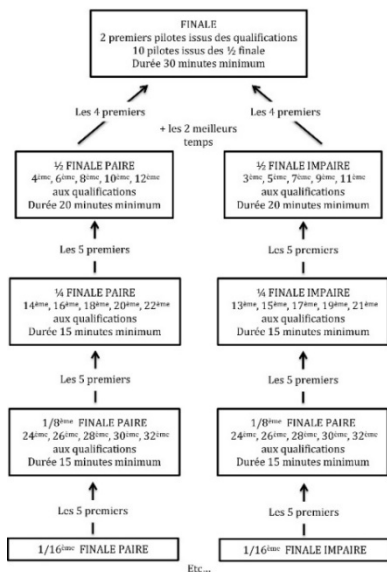 FINALE
2 premiers pilotes issus des qualifications
10 pilotes issus des ½ finale
Durée 30 minutes minimum
Les 4 premiers
Les 4 premiers
+ les 2 meilleurs
temps
½ FINALE PAIRE
4ème, 6ème, 8ème, 10ème, 12ème
aux qualifications
Durée 20 minutes minimum
½ FINALE IMPAIRE
3ème, 5ème, 7ème, 9ème, 11ème
aux qualifications
Durée 20 minutes minimum
Les 5 premiers
Les 5 premiers
¼ FINALE PAIRE
14ème, 16ème, 18ème, 20ème, 22ème
aux qualifications
Durée 15 minutes minimum
¼ FINALE IMPAIRE
13ème, 15ème, 17ème, 19ème, 21ème
aux qualifications
Durée 15 minutes minimum
Les 5 premiers
Les 5 premiers
1/8ème FINALE PAIRE
24ème, 26ème, 28ème, 30ème, 32ème
aux qualifications
Durée 15 minutes minimum
1/8ème FINALE PAIRE
24ème, 26ème, 28ème, 30ème, 32ème
aux qualifications
Durée 15 minutes minimum
Les 5 premiers
Les 5 premiers
1/16ème FINALE PAIRE
1/16ème FINALE IMPAIRE
Etc...